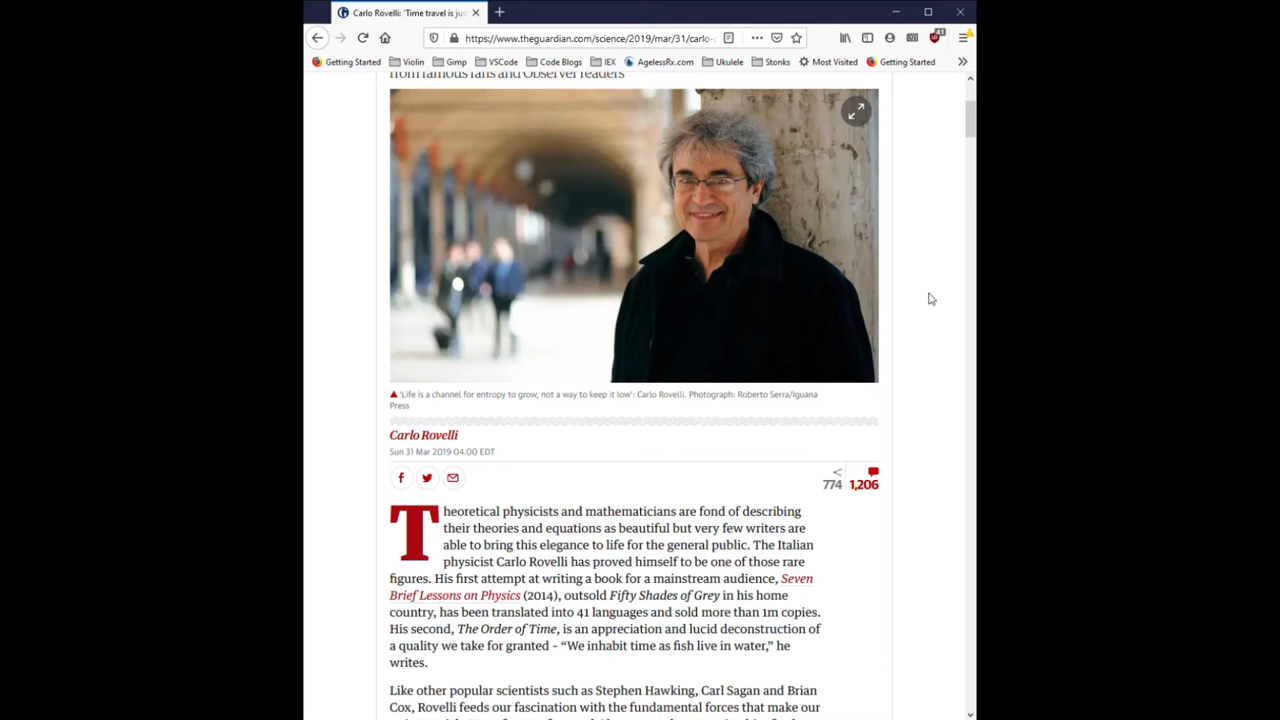 Carlo Rovelli: 'Time travel is jus
https://www.theguardian.com/science/2019/mar/31/carlo-
41
Getting Started Violin Gimp VSCode Code Blogs IEX AgelessRx.com Ukulele Stonks Most Visited Getting Started
from famous fans and Observer readers
'Life is a channel for entropy to grow, not a way to keep it low': Carlo Rovelli. Photograph: Roberto Serra/Iguana
Press
Carlo Rovelli
Sun 31 Mar 2019 04.00 EDT
774 1,206
Theoretical physicists and mathematicians are fond of describing
their theories and equations as beautiful but very few writers are
able to bring this elegance to life for the general public. The Italian
physicist Carlo Rovelli has proved himself to be one of those rare
figures. His first attempt at writing a book for a mainstream audience, Seven
Brief Lessons on Physics (2014), outsold Fifty Shades of Grey in his home
country, has been translated into 41 languages and sold more than 1m copies.
His second, The Order of Time, is an appreciation and lucid deconstruction of
a quality we take for granted – “We inhabit time as fish live in water,” he
writes.
Like other popular scientists such as Stephen Hawking, Carl Sagan and Brian
Cox, Rovelli feeds our fascination with the fundamental forces that make our